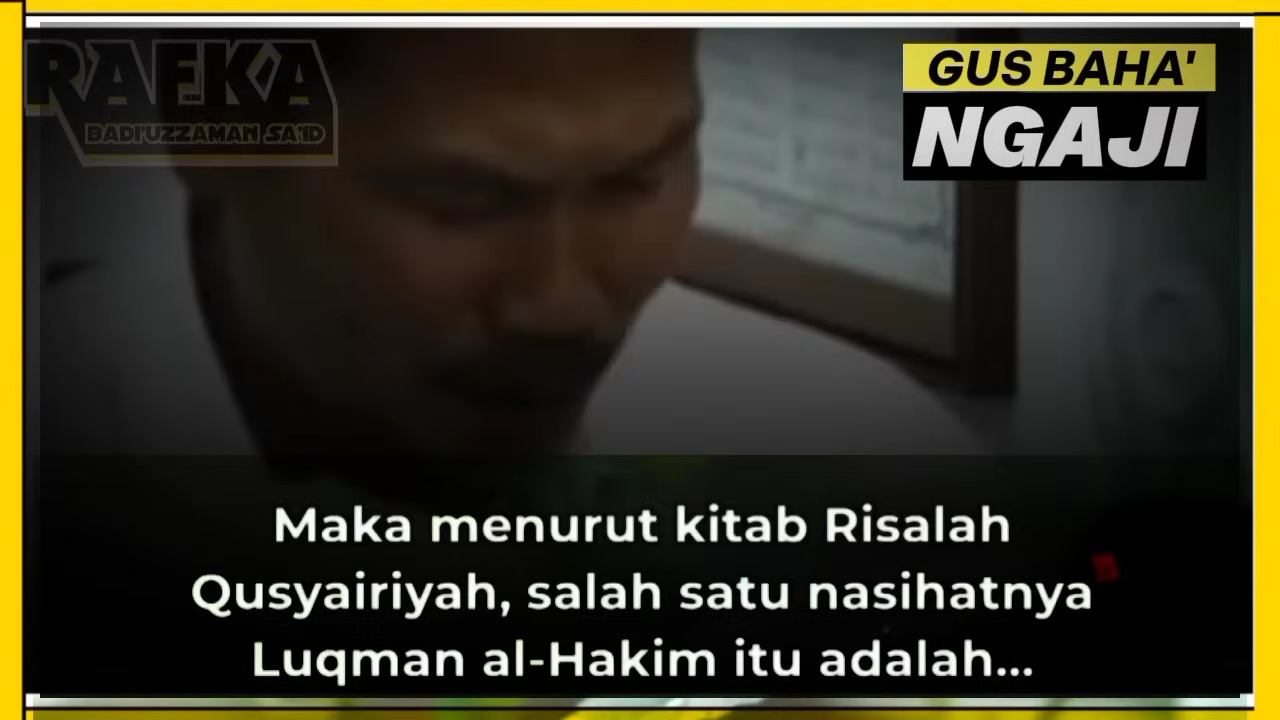 RAFKA
BADI'UZZAMAN SA'ID
GUS BAHA'
NGAJI
Maka menurut kitab Risalah
Qusyairiyah, salah satu nasihatnya
Luqman al-Hakim itu adalah...